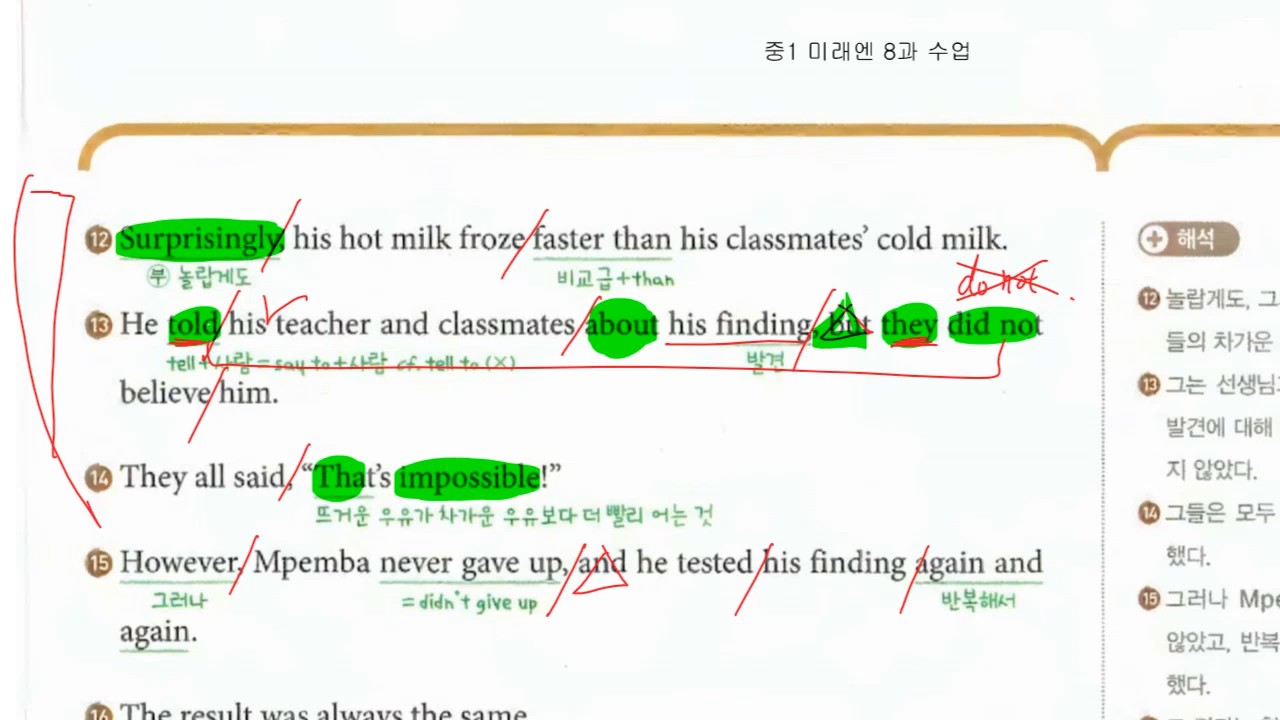 중1 미래엔 8과 수업
⑫ Surprisingly, his hot milk froze faster than his classmates' cold milk.
부 놀랍게도 비교급+than
do not
⑬ He told his teacher and classmates about his finding, but they did not
tell+사람=say to+사람 cf. tell to (×) 발견
believe him.
⑭ They all said, “That's impossible!”
뜨거운 우유가 차가운 우유보다 더 빨리 어는 것
⑮ However, Mpemba never gave up, and he tested his finding again and
그러나 =didn't give up 반복해서
again.
⑯ The result was always the same.
해석
⑫ 놀랍게도, 그
들의 차가운
⑬ 그는 선생님과
발견에 대해
지 않았다.
⑭ 그들은 모두
했다.
⑮ 그러나 Mpe
않았고, 반복
했다.